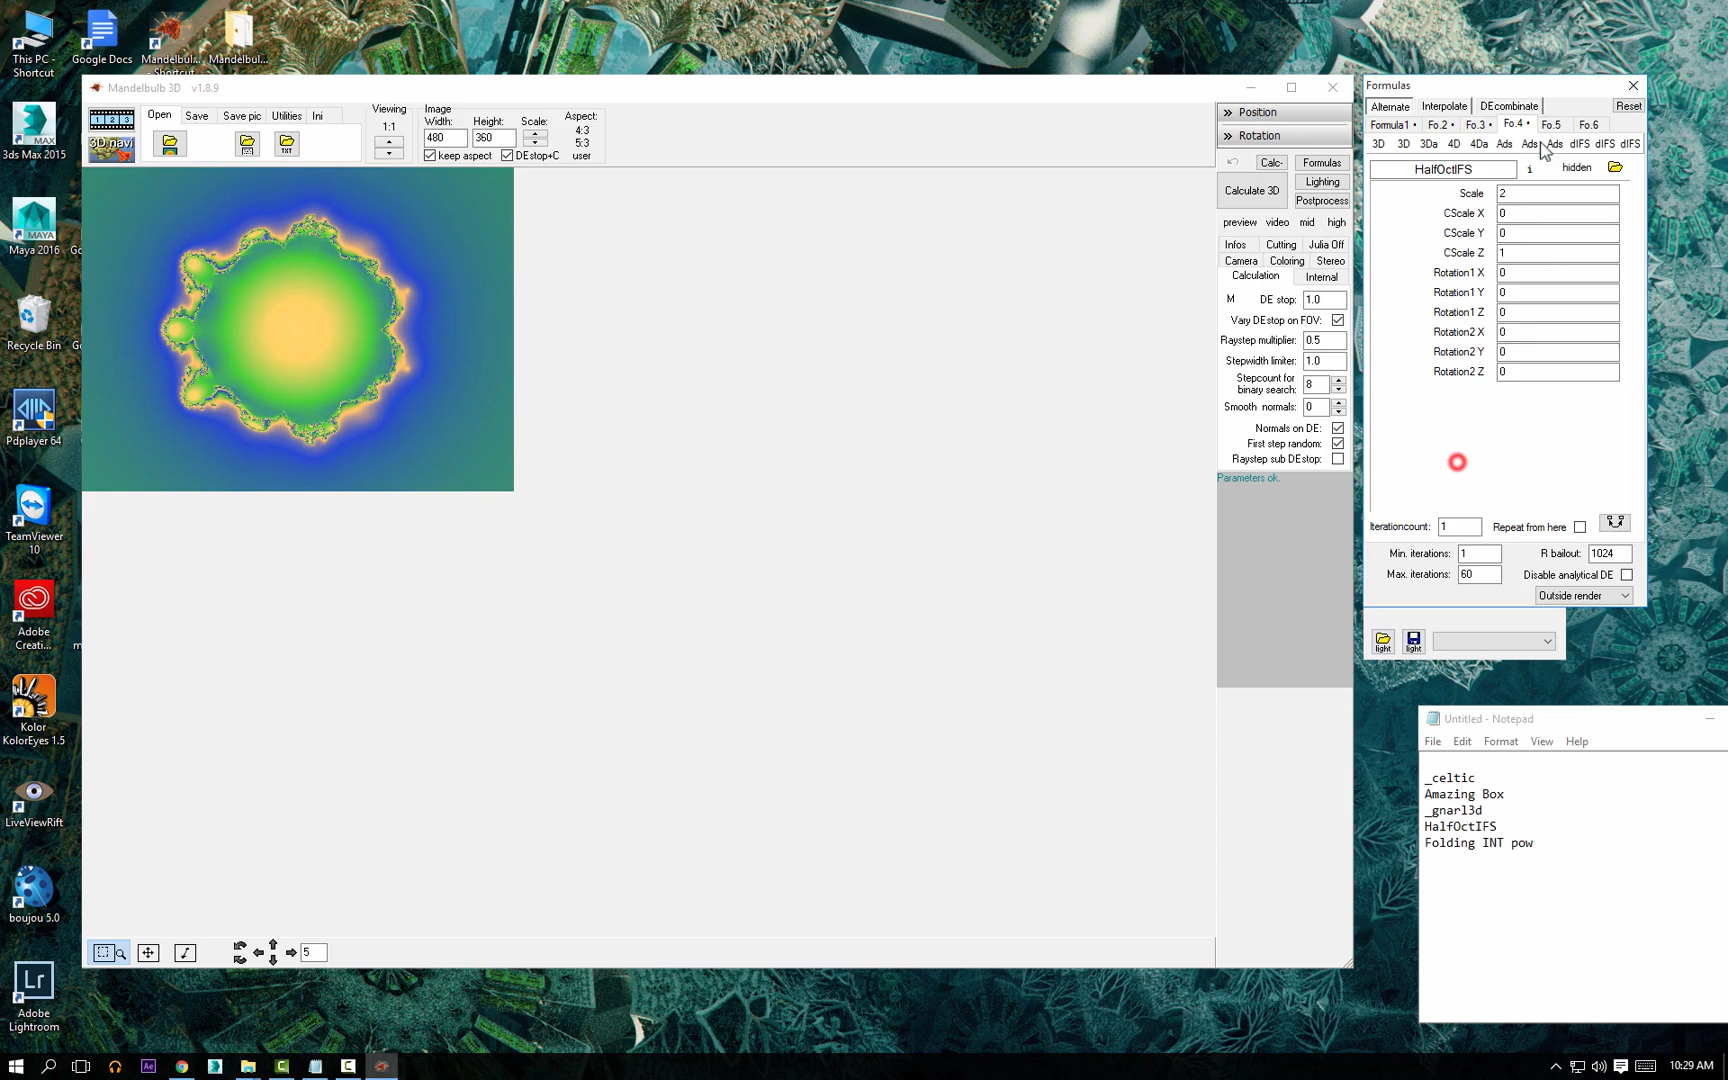 This PC -
Shortcut
Google Docs
Mandelbul...
- Shortcut
Mandelbul...
3ds Max 2015
Maya 2016
Recycle Bin
Pdplayer 64
TeamViewer
10
Adobe
Creati...
Kolor
KolorEyes 1.5
LiveViewRift
boujou 5.0
Adobe
Lightroom
Mandelbulb 3D v1.8.9
Open Save Save pic Utilities Ini
3D navi
1 2 3
Viewing
1:1
Image
Width: Height: Scale: Aspect:
480 360
4:3
5:3
user
keep aspect DEstop+C
Position
Rotation
Calc- Formulas
Calculate 3D
Lighting
Postprocess
preview video mid high
Infos Cutting Julia Off
Camera Coloring Stereo
Calculation Internal
M DE stop: 1.0
Vary DEstop on FOV:
Raystep multiplier: 0.5
Stepwidth limiter: 1.0
Stepcount for
binary search: 8
Smooth normals: 0
Normals on DE:
First step random:
Raystep sub DEstop:
Parameters ok.
5
Formulas
Alternate Interpolate DEcombinate Reset
Formula1 • Fo.2 • Fo.3 • Fo.4 • Fo.5 Fo.6
3D 3D 3Da 4D 4Da Ads Ads Ads dIFS dIFS dIFS
HalfOctIFS i hidden
Scale 2
CScale X 0
CScale Y 0
CScale Z 1
Rotation1 X 0
Rotation1 Y 0
Rotation1 Z 0
Rotation2 X 0
Rotation2 Y 0
Rotation2 Z 0
Iterationcount: 1 Repeat from here
Min. iterations: 1 R bailout: 1024
Max. iterations: 60 Disable analytical DE
Outside render
light light
Untitled - Notepad
File Edit Format View Help
_celtic
Amazing Box
_gnarl3d
HalfOctIFS
Folding INT pow
Ae
10:29 AM